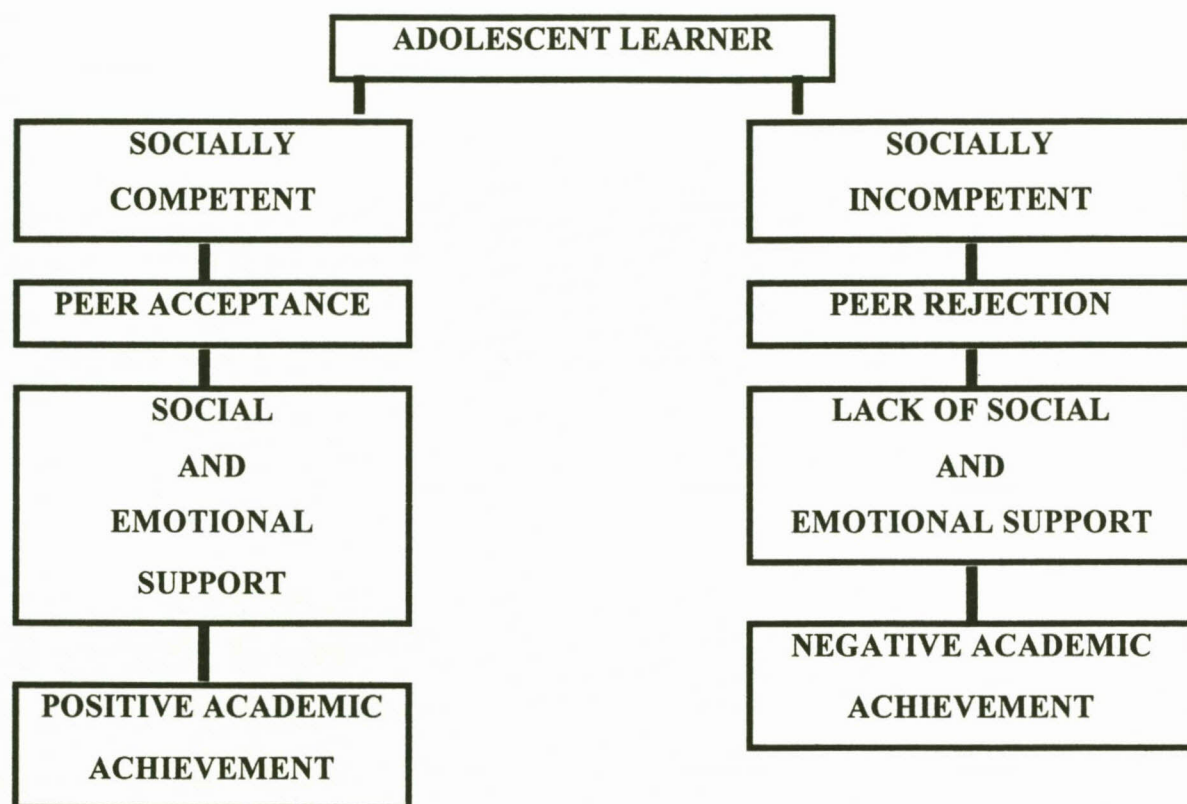 ADOLESCENT LEARNER
SOCIALLY
COMPETENT
PEER ACCEPTANCE
SOCIAL
AND
EMOTIONAL
SUPPORT
POSITIVE ACADEMIC
ACHIEVEMENT
SOCIALLY
INCOMPETENT
PEER REJECTION
LACK OF SOCIAL
AND
EMOTIONAL SUPPORT
NEGATIVE ACADEMIC
ACHIEVEMENT